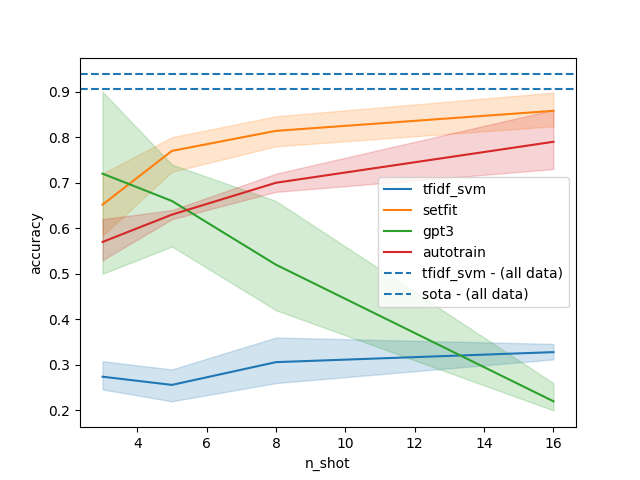 0.9
0.8
0.7
0.6
0.5
0.4
0.3
0.2
accuracy
tfidf_svm
setfit
gpt3
autotrain
tfidf_svm - (all data)
sota - (all data)
4 6 8 10 12 14 16
n_shot